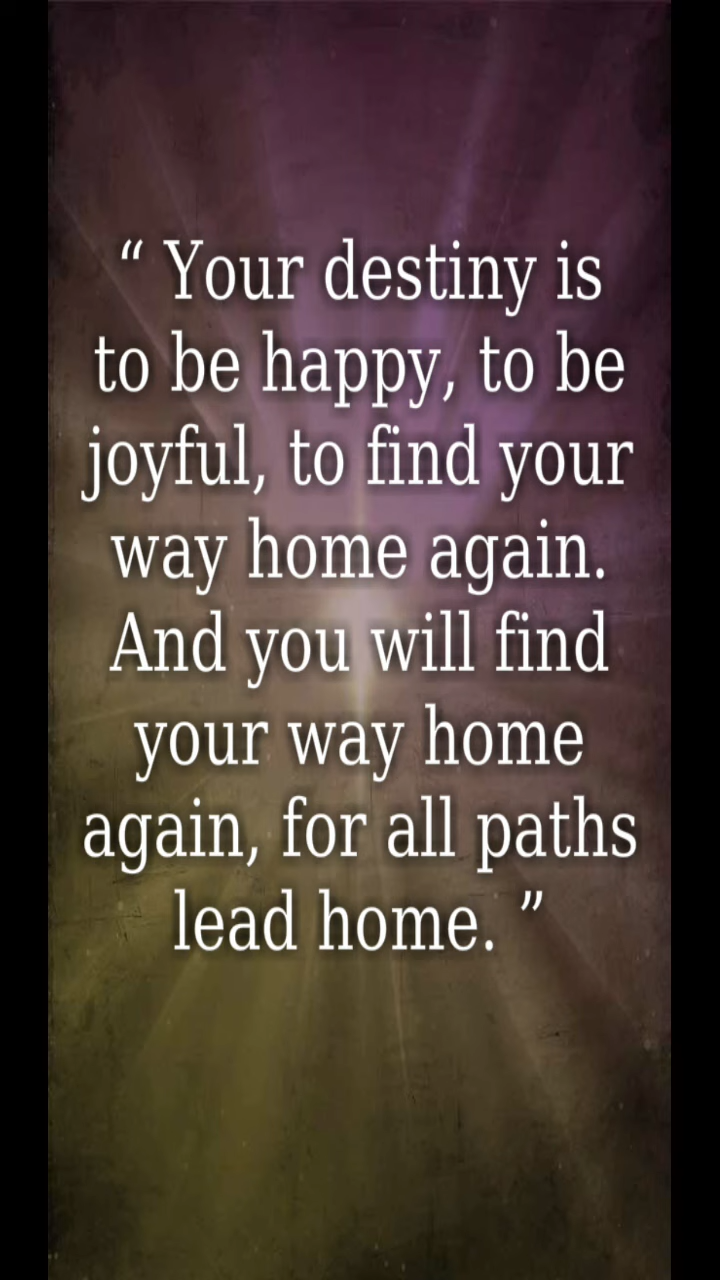 “ Your destiny is
to be happy, to be
joyful, to find your
way home again.
And you will find
your way home
again, for all paths
lead home. ”